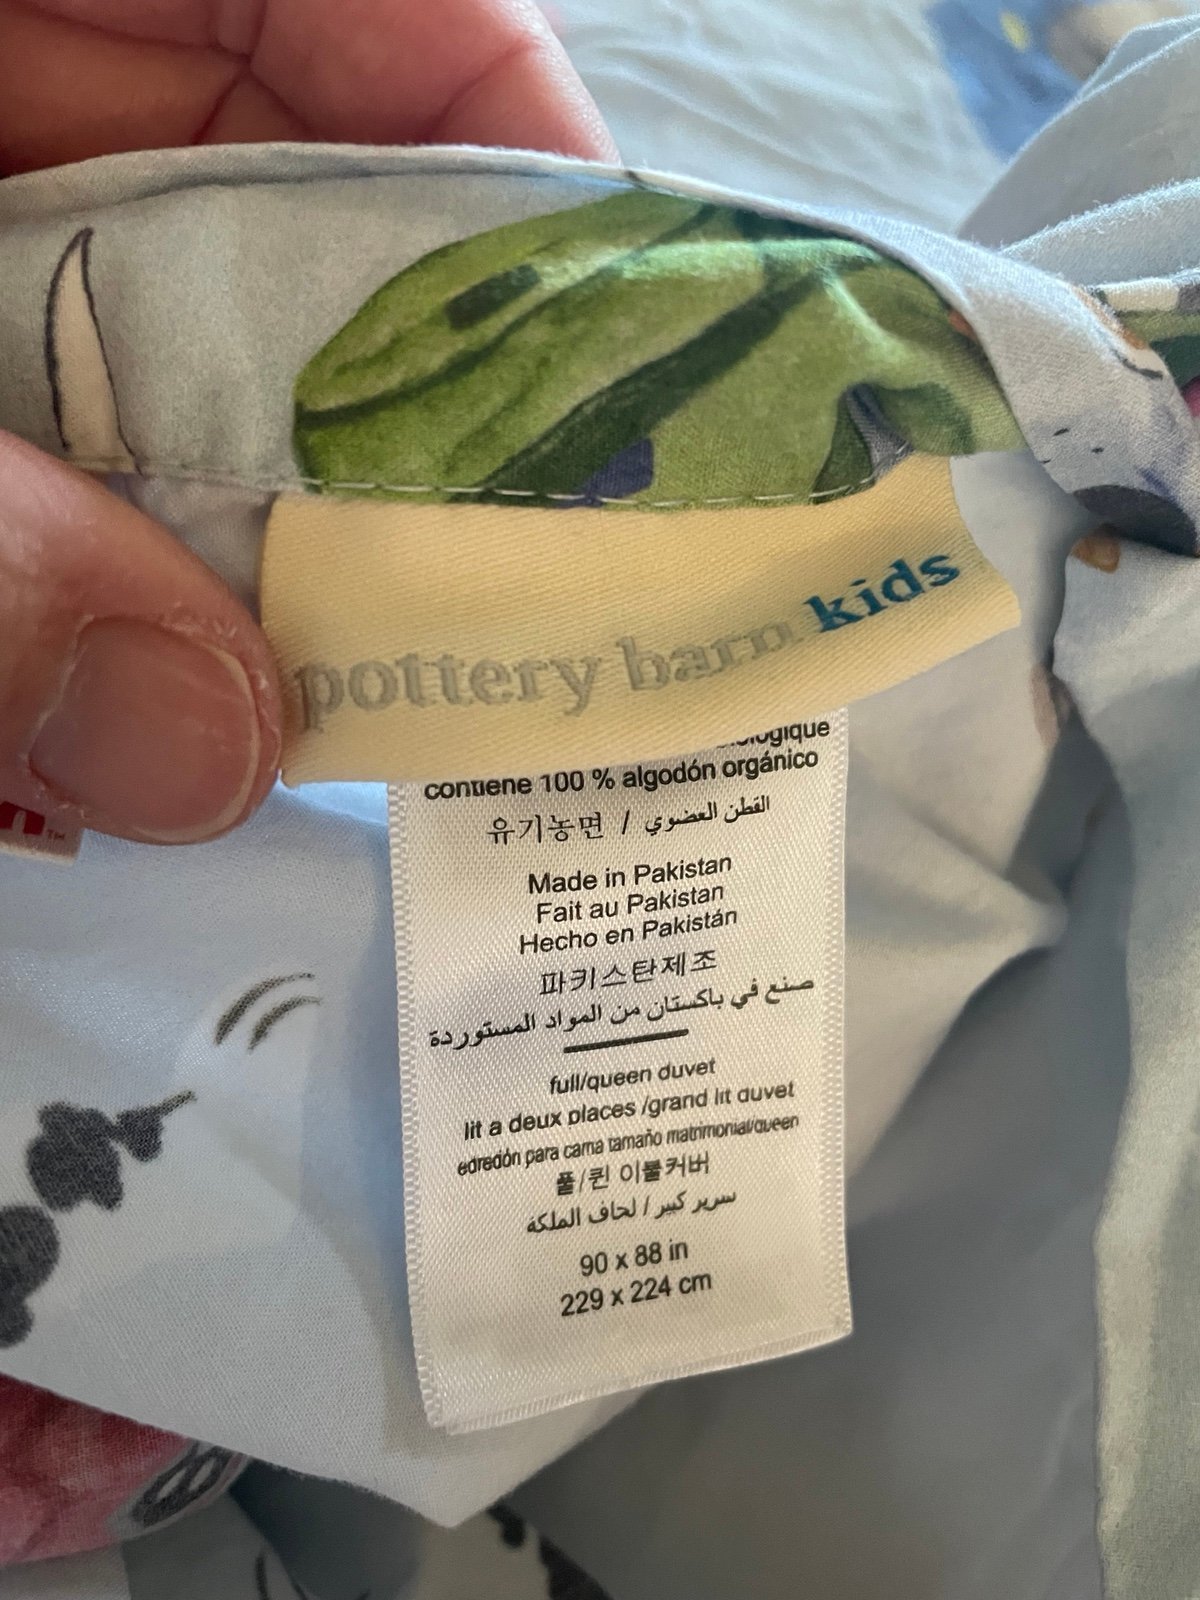 pottery barn kids
contiene 100 % algodón orgánico
유기농면 / القطن العضوي
Made in Pakistan
Fait au Pakistan
Hecho en Pakistán
파키스탄제조
صنع في باكستان من المواد المستوردة
full/queen duvet
lit a deux places /grand lit duvet
edredón para cama tamaño matrimonial/queen
풀/퀸 이불커버
سرير كبير / لحاف الملكة
90 x 88 in
229 x 224 cm
TM